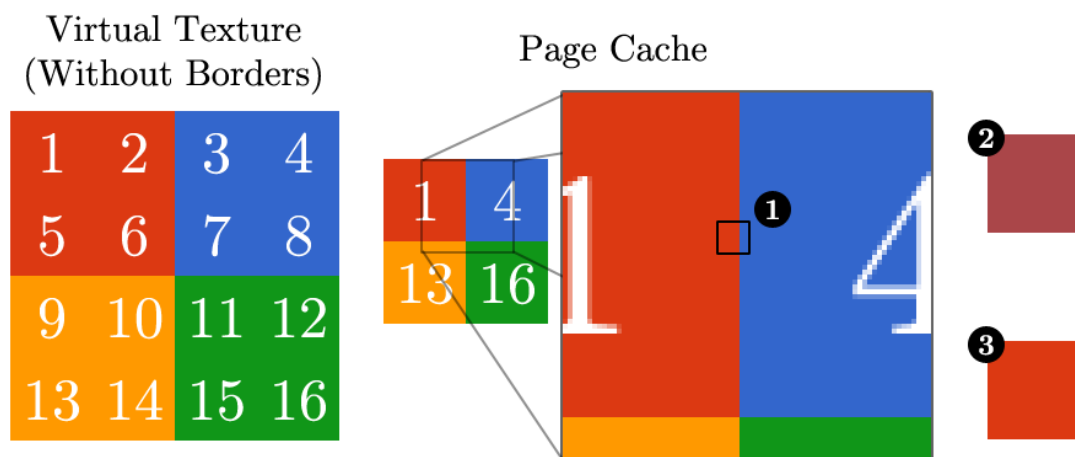 Virtual Texture
(Without Borders)
1 2 3 4
5 6 7 8
9 10 11 12
13 14 15 16
Page Cache
1 4
13 16
1 4
1
2
3